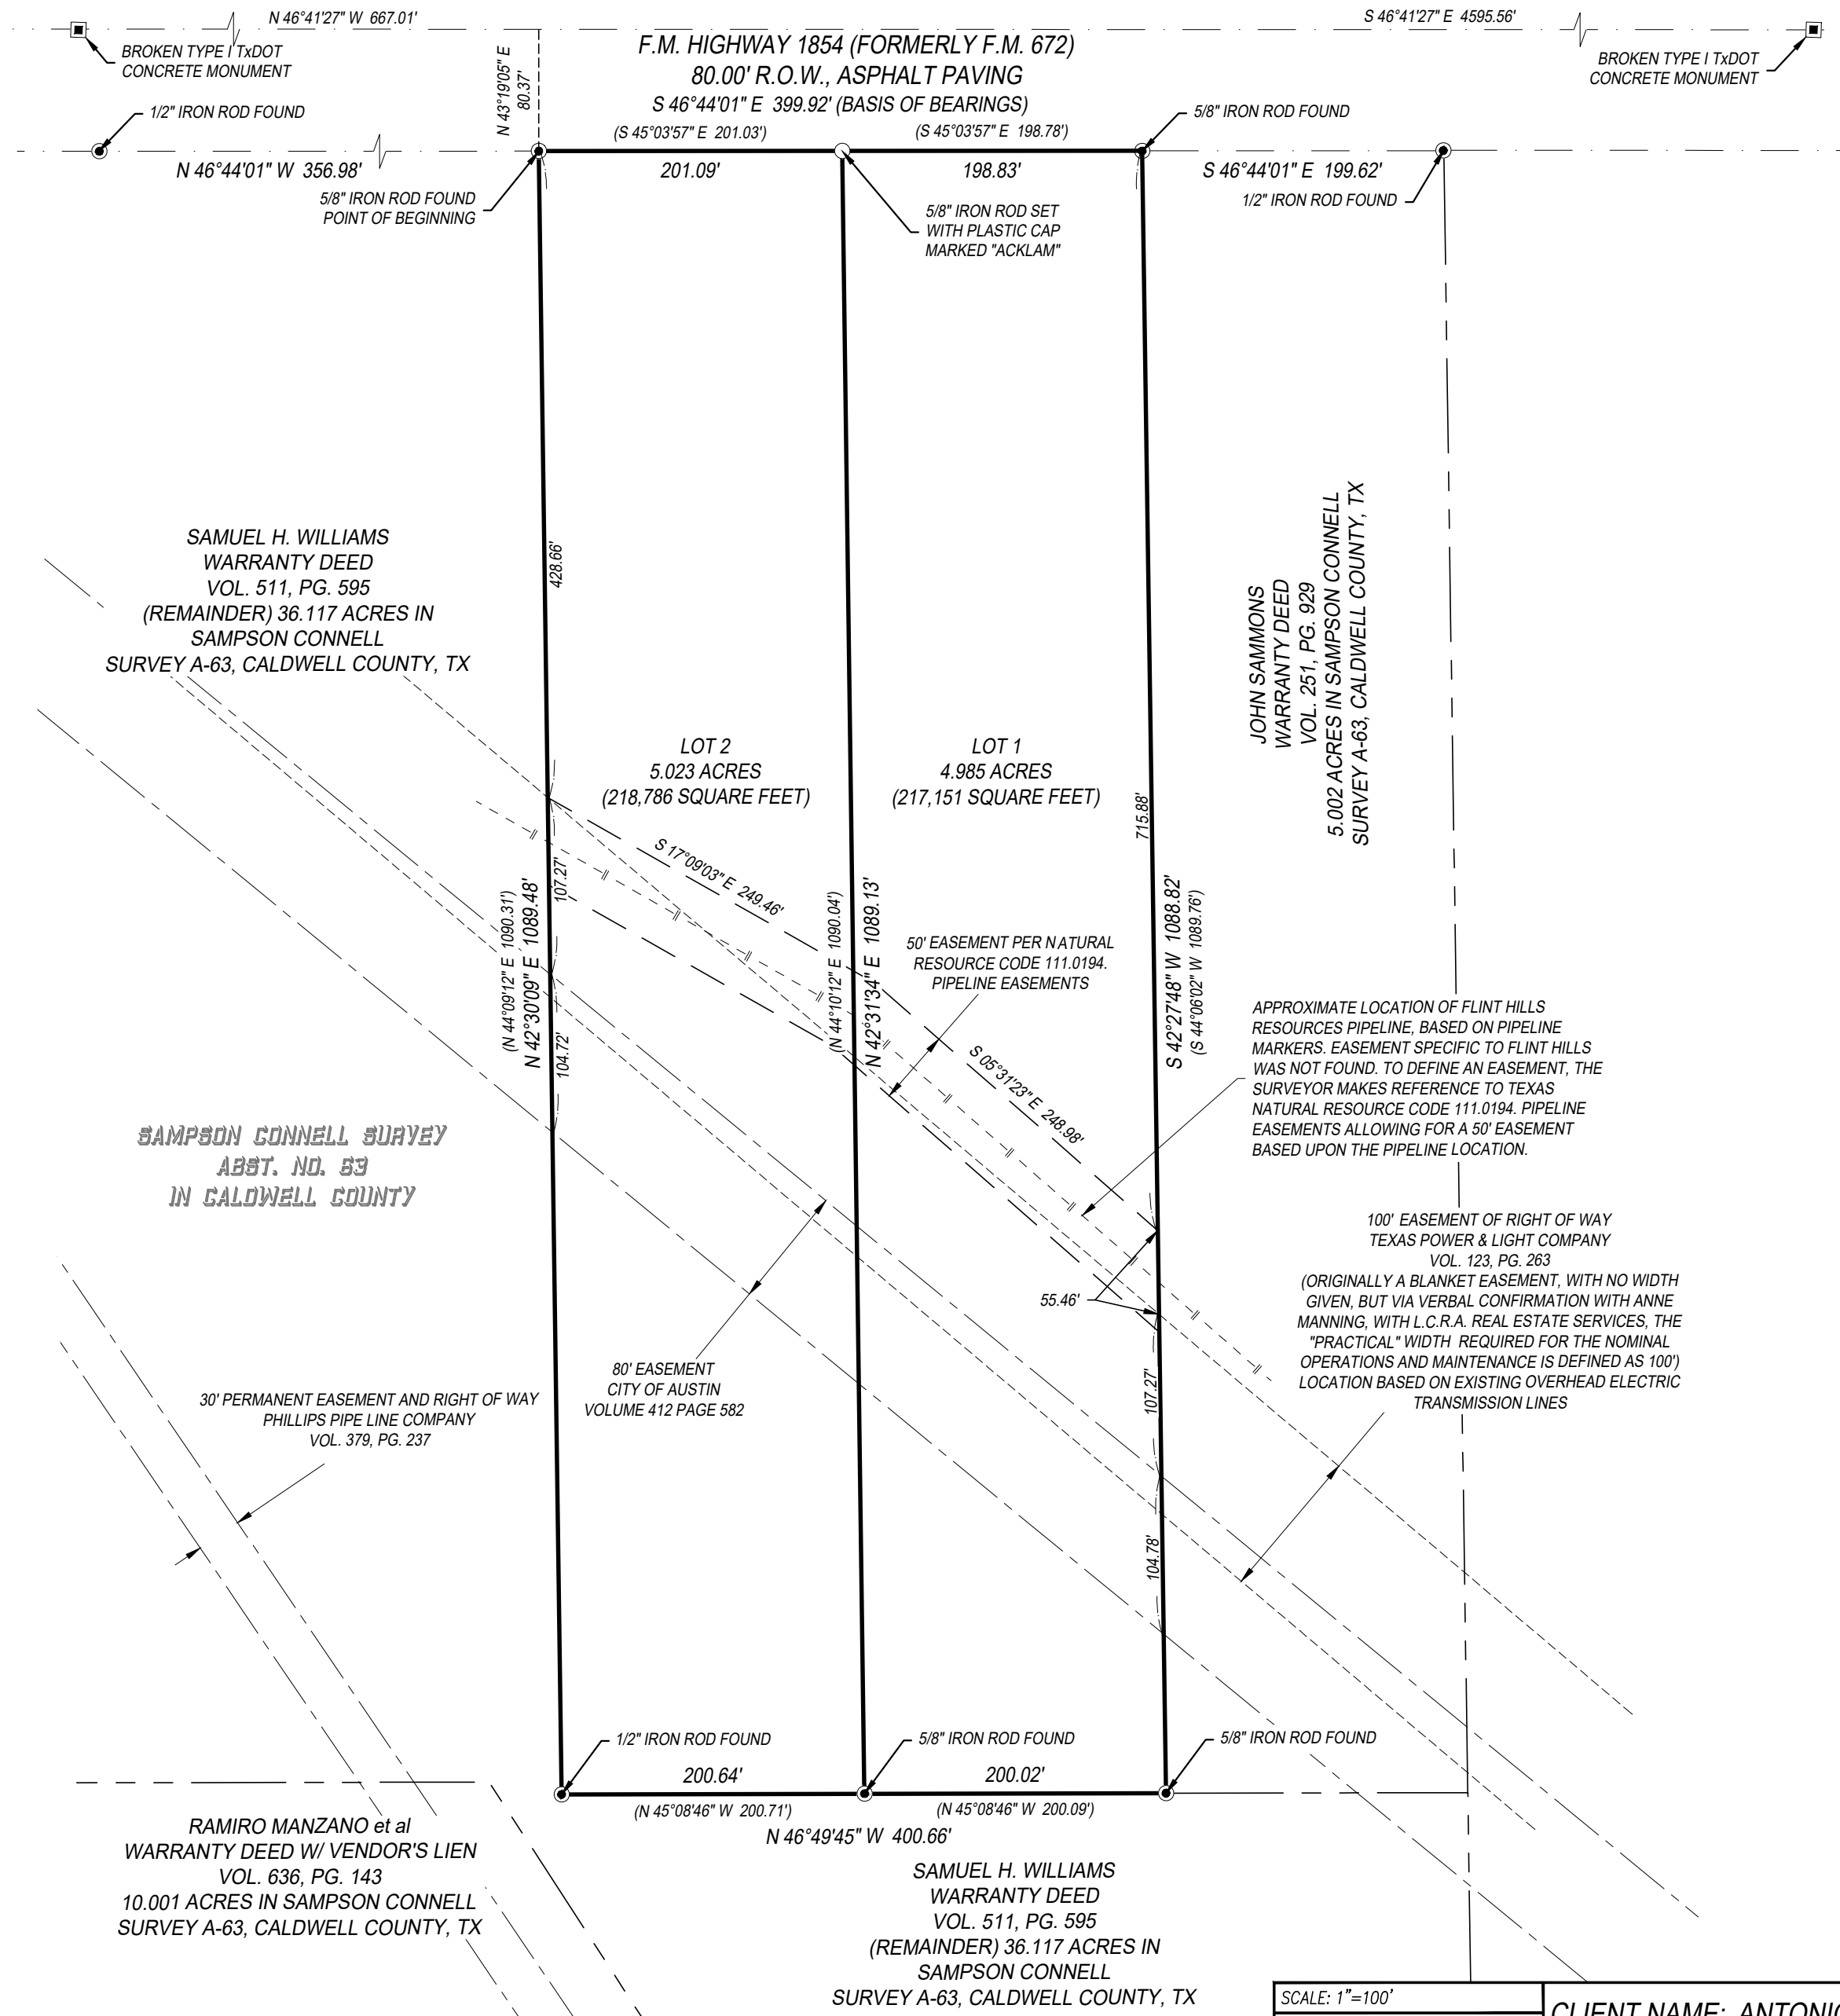 N 46°41'27" W 667.01'
S 46°41'27" E 4595.56'
BROKEN TYPE I TxDOT
CONCRETE MONUMENT
N 43°19'05" E
80.37'
F.M. HIGHWAY 1854 (FORMERLY F.M. 672)
80.00' R.O.W., ASPHALT PAVING
S 46°44'01" E 399.92' (BASIS OF BEARINGS)
BROKEN TYPE I TxDOT
CONCRETE MONUMENT
1/2" IRON ROD FOUND
(S 45°03'57" E 201.03')
(S 45°03'57" E 198.78')
5/8" IRON ROD FOUND
N 46°44'01" W 356.98'
201.09'
198.83'
S 46°44'01" E 199.62'
5/8" IRON ROD FOUND
POINT OF BEGINNING
5/8" IRON ROD SET
WITH PLASTIC CAP
MARKED "ACKLAM"
1/2" IRON ROD FOUND
SAMUEL H. WILLIAMS
WARRANTY DEED
VOL. 511, PG. 595
(REMAINDER) 36.117 ACRES IN
SAMPSON CONNELL
SURVEY A-63, CALDWELL COUNTY, TX
428.66'
JOHN SAMMONS
WARRANTY DEED
VOL. 251, PG. 929
5.002 ACRES IN SAMPSON CONNELL
SURVEY A-63, CALDWELL COUNTY, TX
LOT 2
5.023 ACRES
(218,786 SQUARE FEET)
LOT 1
4.985 ACRES
(217,151 SQUARE FEET)
715.88'
S 17°09'03" E 249.46'
(N 44°09'12" E 1090.31')
N 42°30'09" E 1089.48'
107.27'
104.72'
(N 44°10'12" E 1090.04')
N 42°31'34" E 1089.13'
50' EASEMENT PER NATURAL
RESOURCE CODE 111.0194.
PIPELINE EASEMENTS
S 42°27'48" W 1088.82'
(S 44°06'02" W 1089.76')
S 05°31'23" E 248.98'
APPROXIMATE LOCATION OF FLINT HILLS
RESOURCES PIPELINE, BASED ON PIPELINE
MARKERS. EASEMENT SPECIFIC TO FLINT HILLS
WAS NOT FOUND. TO DEFINE AN EASEMENT, THE
SURVEYOR MAKES REFERENCE TO TEXAS
NATURAL RESOURCE CODE 111.0194. PIPELINE
EASEMENTS ALLOWING FOR A 50' EASEMENT
BASED UPON THE PIPELINE LOCATION.
SAMPSON CONNELL SURVEY
ABST. NO. 63
IN CALDWELL COUNTY
100' EASEMENT OF RIGHT OF WAY
TEXAS POWER & LIGHT COMPANY
VOL. 123, PG. 263
(ORIGINALLY A BLANKET EASEMENT, WITH NO WIDTH
GIVEN, BUT VIA VERBAL CONFIRMATION WITH ANNE
MANNING, WITH L.C.R.A. REAL ESTATE SERVICES, THE
"PRACTICAL" WIDTH REQUIRED FOR THE NOMINAL
OPERATIONS AND MAINTENANCE IS DEFINED AS 100')
LOCATION BASED ON EXISTING OVERHEAD ELECTRIC
TRANSMISSION LINES
55.46'
80' EASEMENT
CITY OF AUSTIN
VOLUME 412 PAGE 582
30' PERMANENT EASEMENT AND RIGHT OF WAY
PHILLIPS PIPE LINE COMPANY
VOL. 379, PG. 237
107.27'
104.78'
1/2" IRON ROD FOUND
5/8" IRON ROD FOUND
5/8" IRON ROD FOUND
200.64'
200.02'
(N 45°08'46" W 200.71')
(N 45°08'46" W 200.09')
N 46°49'45" W 400.66'
RAMIRO MANZANO et al
WARRANTY DEED W/ VENDOR'S LIEN
VOL. 636, PG. 143
10.001 ACRES IN SAMPSON CONNELL
SURVEY A-63, CALDWELL COUNTY, TX
SAMUEL H. WILLIAMS
WARRANTY DEED
VOL. 511, PG. 595
(REMAINDER) 36.117 ACRES IN
SAMPSON CONNELL
SURVEY A-63, CALDWELL COUNTY, TX
SCALE: 1"=100'
CLIENT NAME: ANTONIO